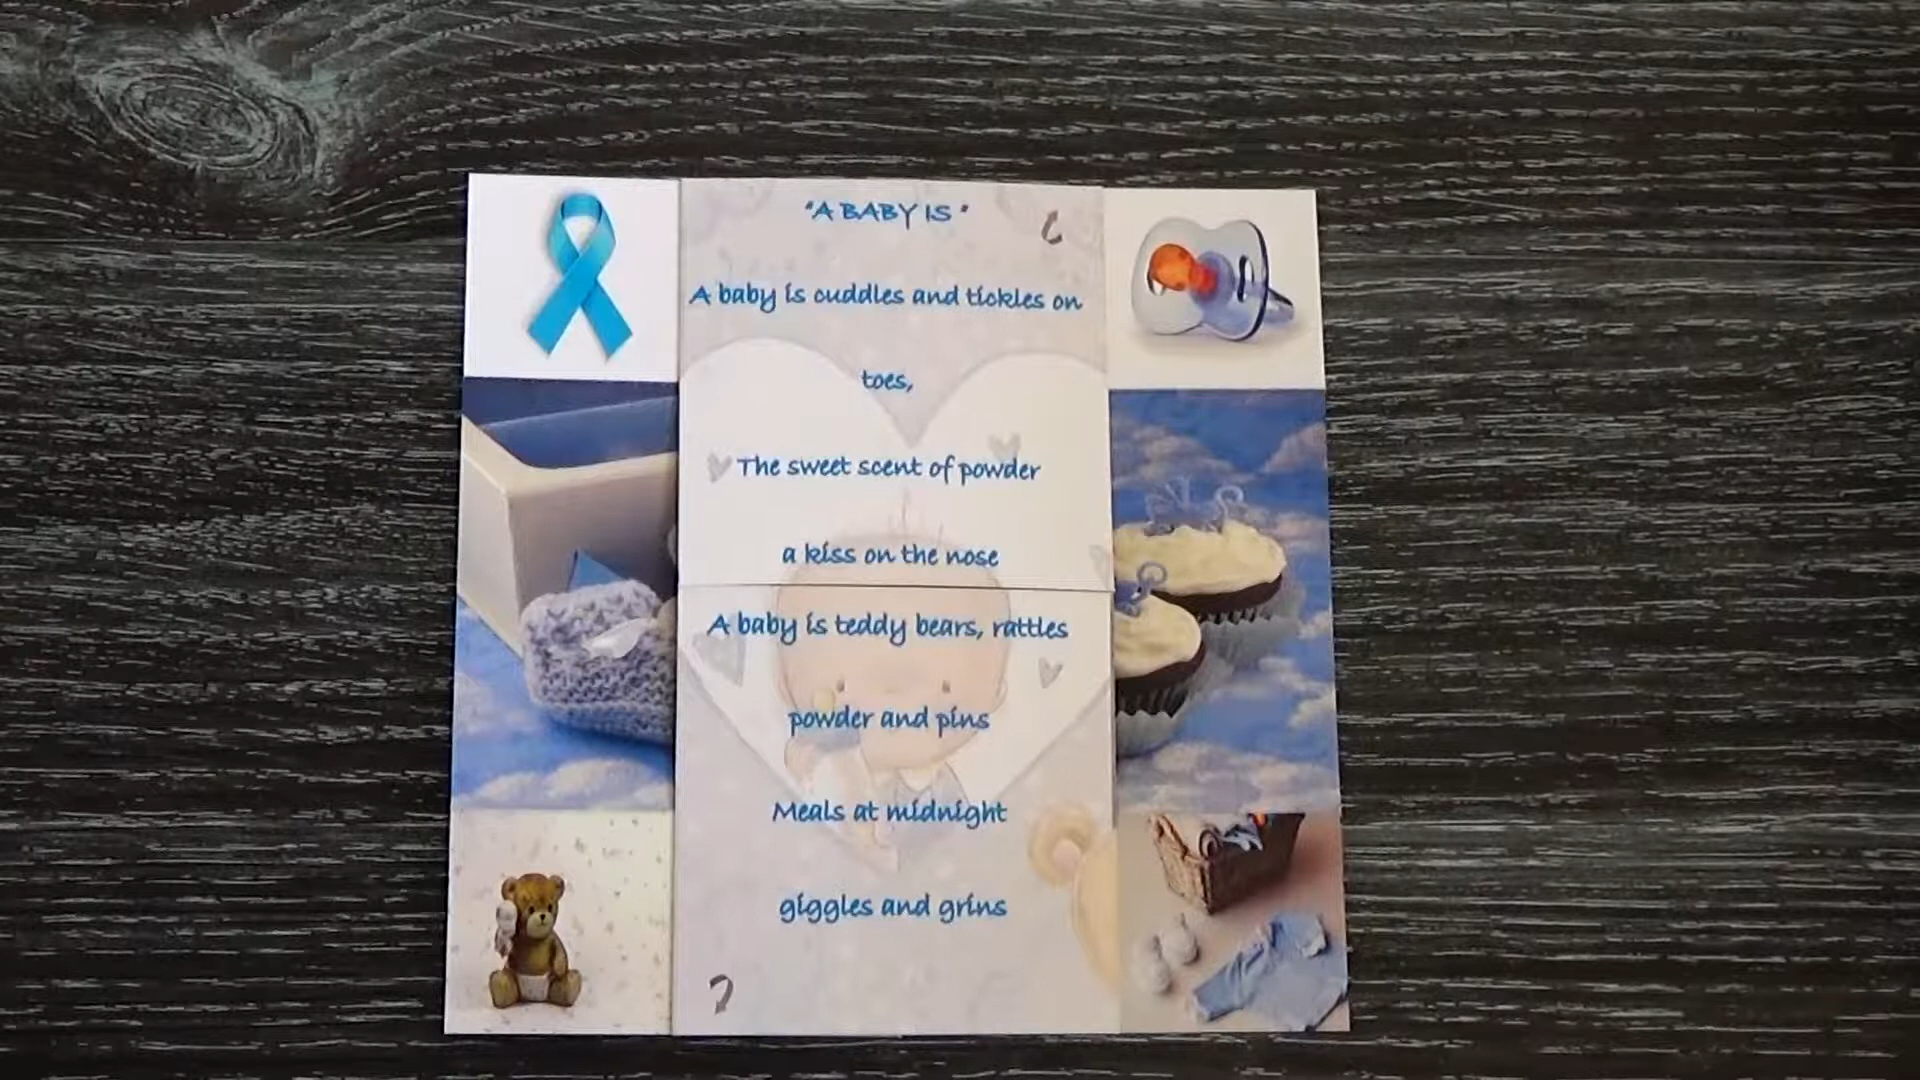 "A BABY IS "
A baby is cuddles and tickles on
toes,
The sweet scent of powder
a kiss on the nose
A baby is teddy bears, rattles
powder and pins
Meals at midnight
giggles and grins